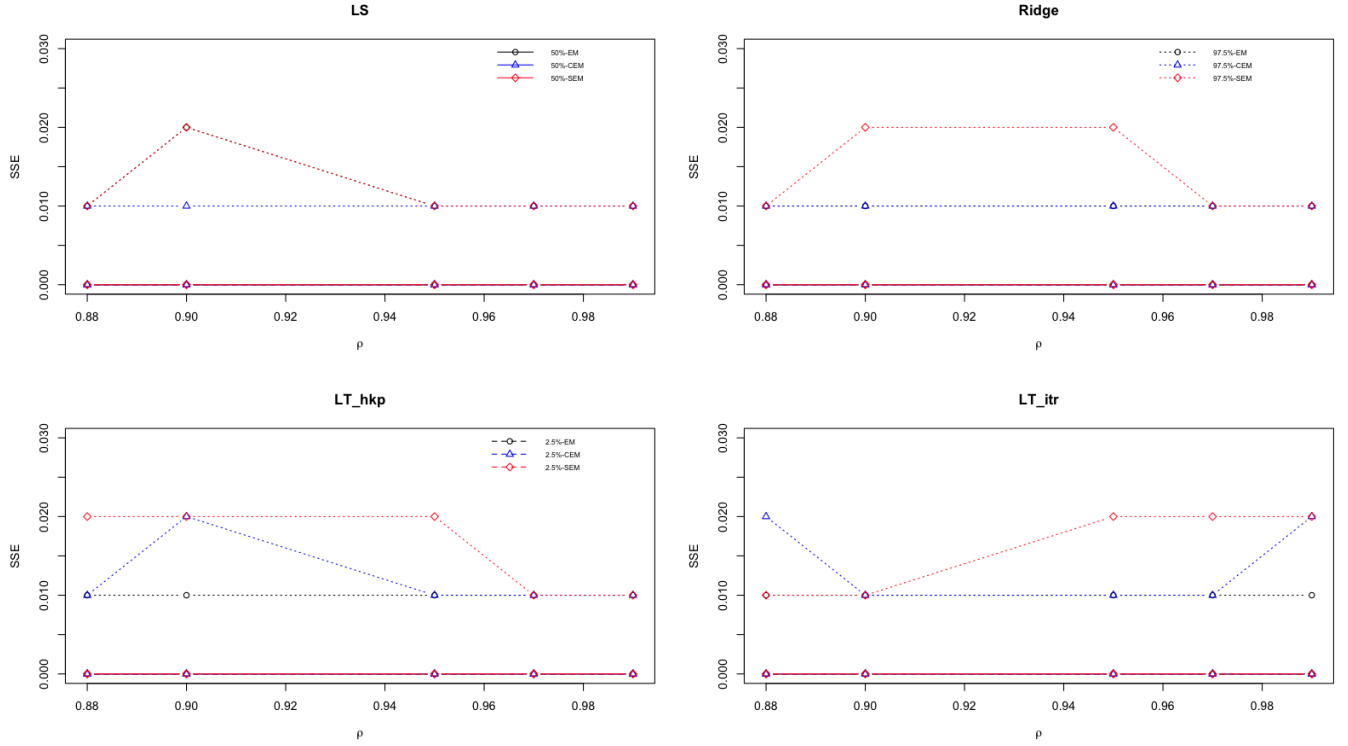 LS
SSE
0.030
0.020
0.010
0.000
50%-EM
50%-CEM
50%-SEM
0.88 0.90 0.92 0.94 0.96 0.98
ρ
Ridge
SSE
0.030
0.020
0.010
0.000
97.5%-EM
97.5%-CEM
97.5%-SEM
0.88 0.90 0.92 0.94 0.96 0.98
ρ
LT_hkp
SSE
0.030
0.020
0.010
0.000
2.5%-EM
2.5%-CEM
2.5%-SEM
0.88 0.90 0.92 0.94 0.96 0.98
ρ
LT_itr
SSE
0.030
0.020
0.010
0.000
0.88 0.90 0.92 0.94 0.96 0.98
ρ